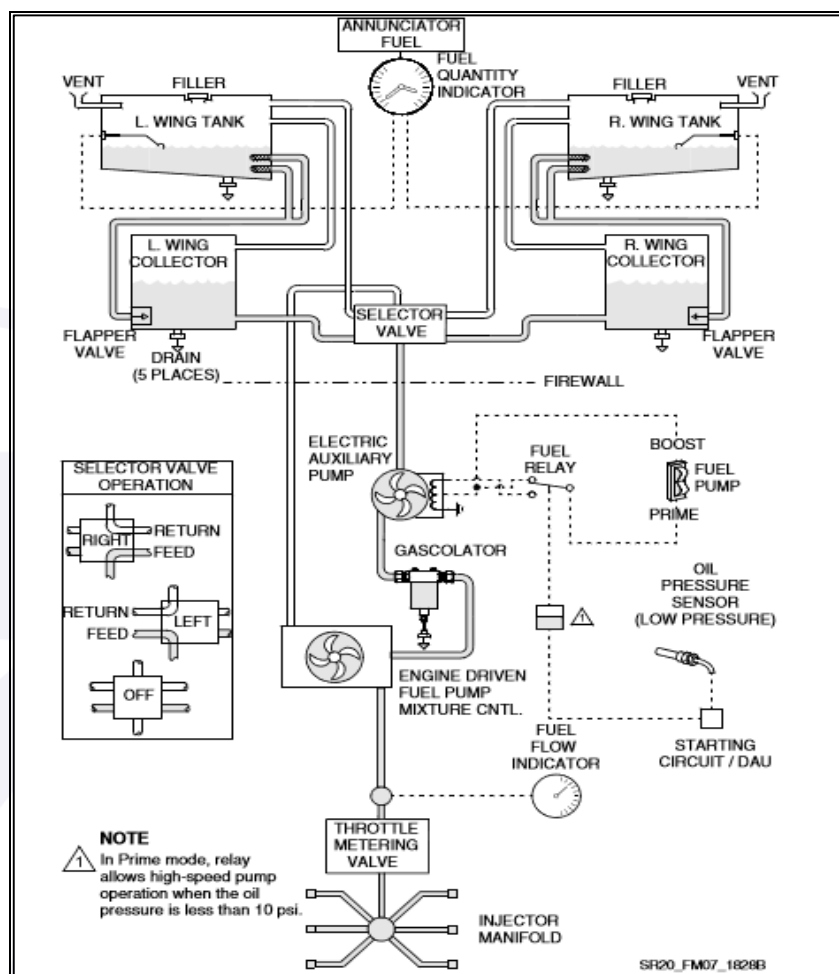 ANNUNCIATOR
FUEL
FUEL
QUANTITY
INDICATOR
VENT
FILLER
L. WING TANK
FILLER
VENT
R. WING TANK
L. WING
COLLECTOR
R. WING
COLLECTOR
SELECTOR
VALVE
FLAPPER
VALVE
DRAIN
(5 PLACES)
FLAPPER
VALVE
FIREWALL
ELECTRIC
AUXILIARY
PUMP
FUEL
RELAY
BOOST
FUEL
PUMP
PRIME
SELECTOR VALVE
OPERATION
RIGHT
RETURN
FEED
RETURN
FEED
LEFT
OFF
GASCOLATOR
OIL
PRESSURE
SENSOR
(LOW PRESSURE)
1
ENGINE DRIVEN
FUEL PUMP
MIXTURE CNTL.
FUEL
FLOW
INDICATOR
STARTING
CIRCUIT / DAU
THROTTLE
METERING
VALVE
NOTE
1 In Prime mode, relay
allows high-speed pump
operation when the oil
pressure is less than 10 psi.
INJECTOR
MANIFOLD
SR20_FM07_1828B